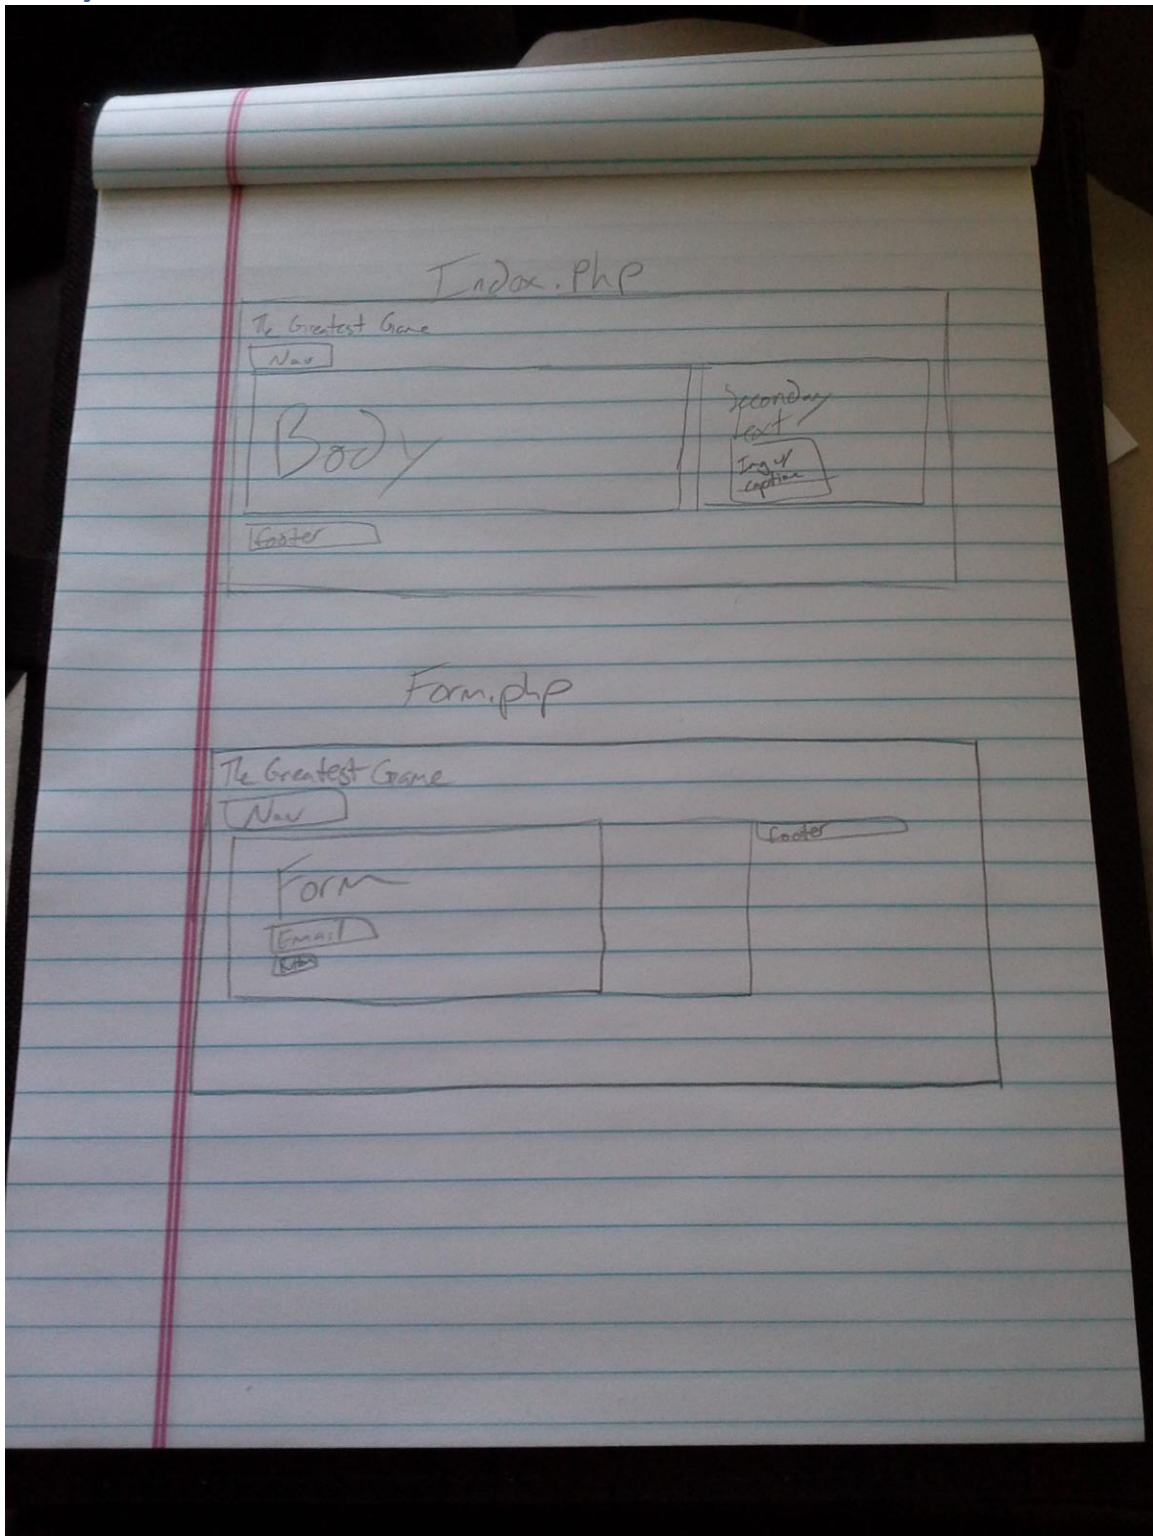 Index.php
The Greatest Game
Nav
Body
Secondary
text
Img w/
caption
footer
Form.php
The Greatest Game
Nav
footer
Form
Email
Button